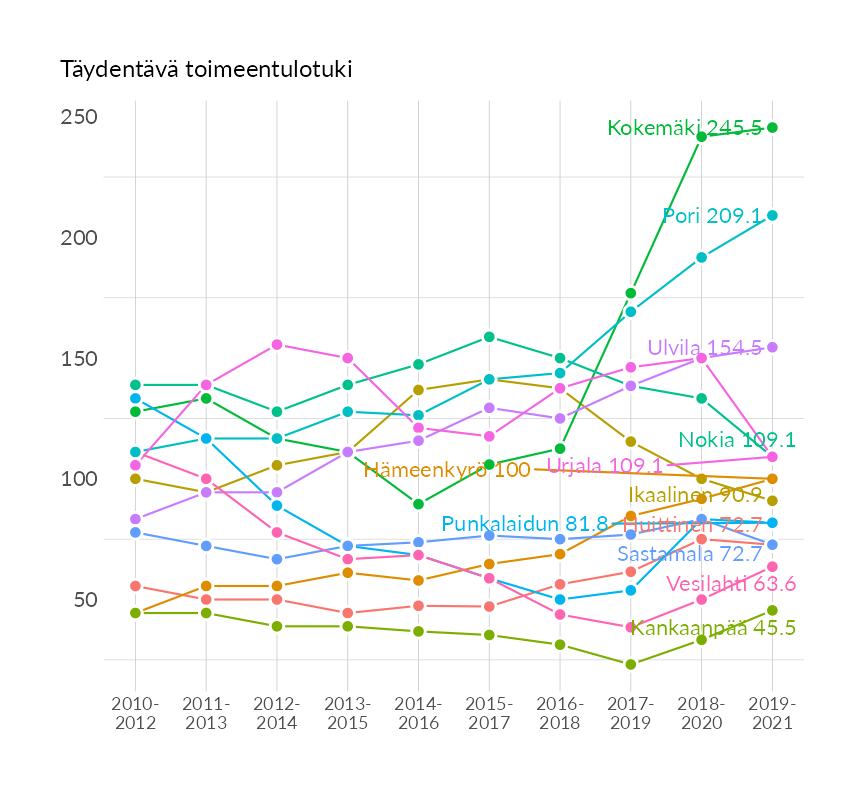 Täydentävä toimeentulotuki
250
200
150
100
50
Kokemäki 245.5
Pori 209.1
Ulvila 154.5
Nokia 109.1
Hämeenkyrö 100
Urjala 109.1
Ikaalinen 90.9
Punkalaidun 81.8
Huittinen 72.7
Sastamala 72.7
Vesilahti 63.6
Kankaanpää 45.5
2010-
2012
2011-
2013
2012-
2014
2013-
2015
2014-
2016
2015-
2017
2016-
2018
2017-
2019
2018-
2020
2019-
2021